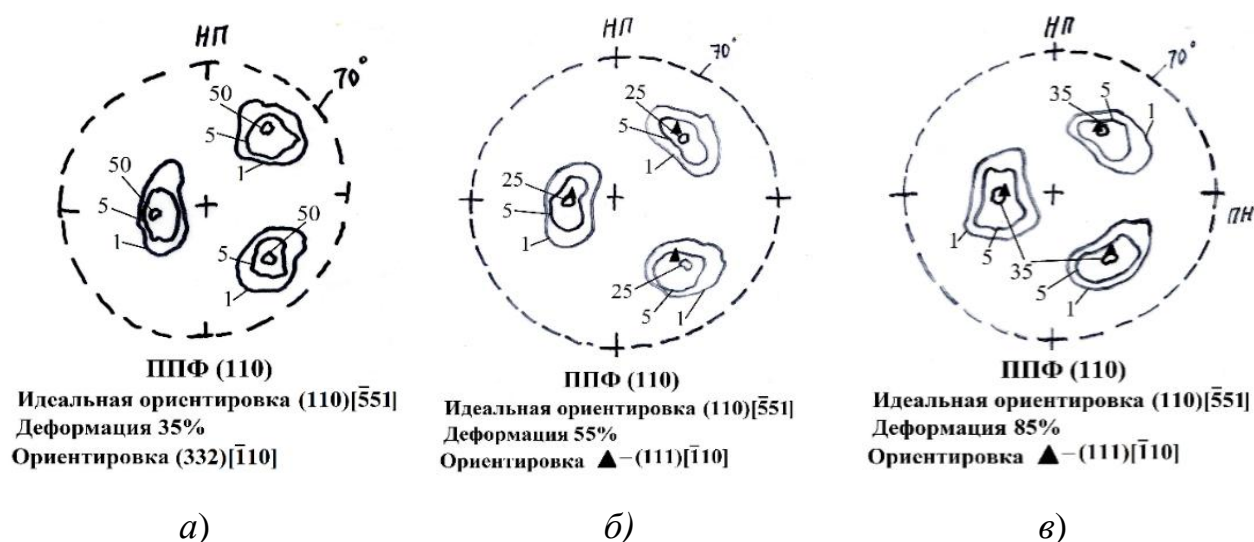 НП
70°
50
5
50
1
50
5
1
5
1
ППФ (110)
Идеальная ориентировка (110)[5̅51]
Деформация 35%
Ориентировка (332)[1̅10]
а)
НП
70°
25
5
1
25
5
1
25
5
1
ППФ (110)
Идеальная ориентировка (110)[5̅51]
Деформация 55%
Ориентировка ▲–(111)[1̅10]
б)
НП
70°
35
5
1
ПН
1
5
35
5
1
ППФ (110)
Идеальная ориентировка (110)[5̅51]
Деформация 85%
Ориентировка ▲–(111)[1̅10]
в)